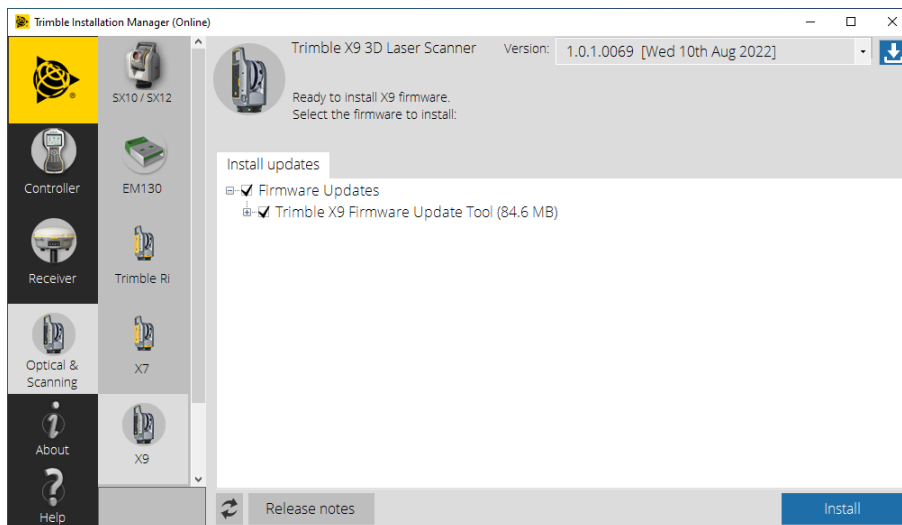 Trimble Installation Manager (Online)
SX10 / SX12
EM130
Trimble Ri
X7
X9
Controller
Receiver
Optical &
Scanning
About
Help
Trimble X9 3D Laser Scanner
Version:
1.0.1.0069 [Wed 10th Aug 2022]
Ready to install X9 firmware.
Select the firmware to install:
Install updates
Firmware Updates
Trimble X9 Firmware Update Tool (84.6 MB)
Release notes
Install